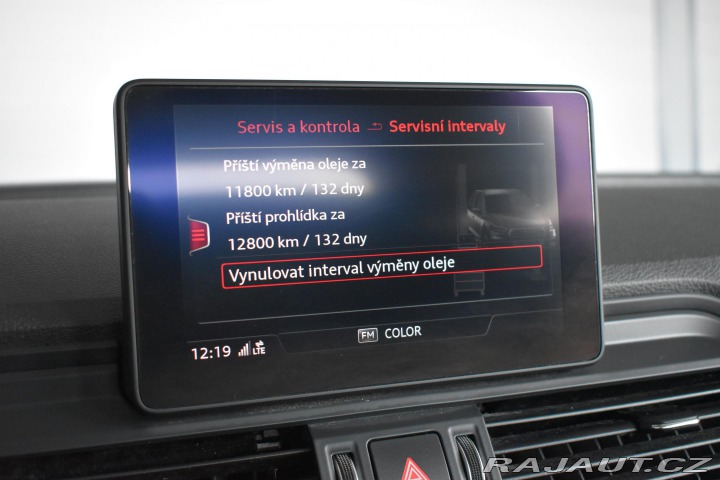 Servis a kontrola Servisní intervaly
Příští výměna oleje za
11800 km / 132 dny
Příští prohlídka za
12800 km / 132 dny
Vynulovat interval výměny oleje
FM COLOR
12:19 LTE
RAJAUT.CZ